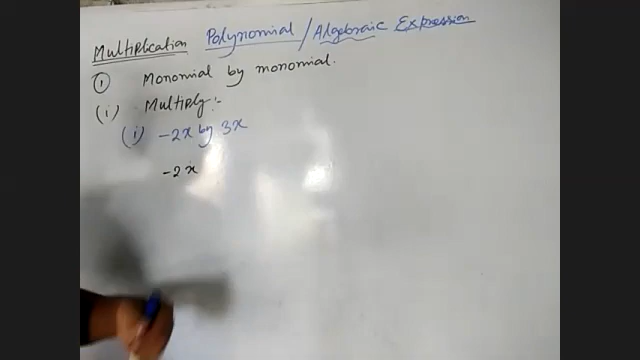 Multiplication Polynomial / Algebraic Expression
① Monomial by monomial.
(i) Multiply:-
(i) -2x by 3x
-2x